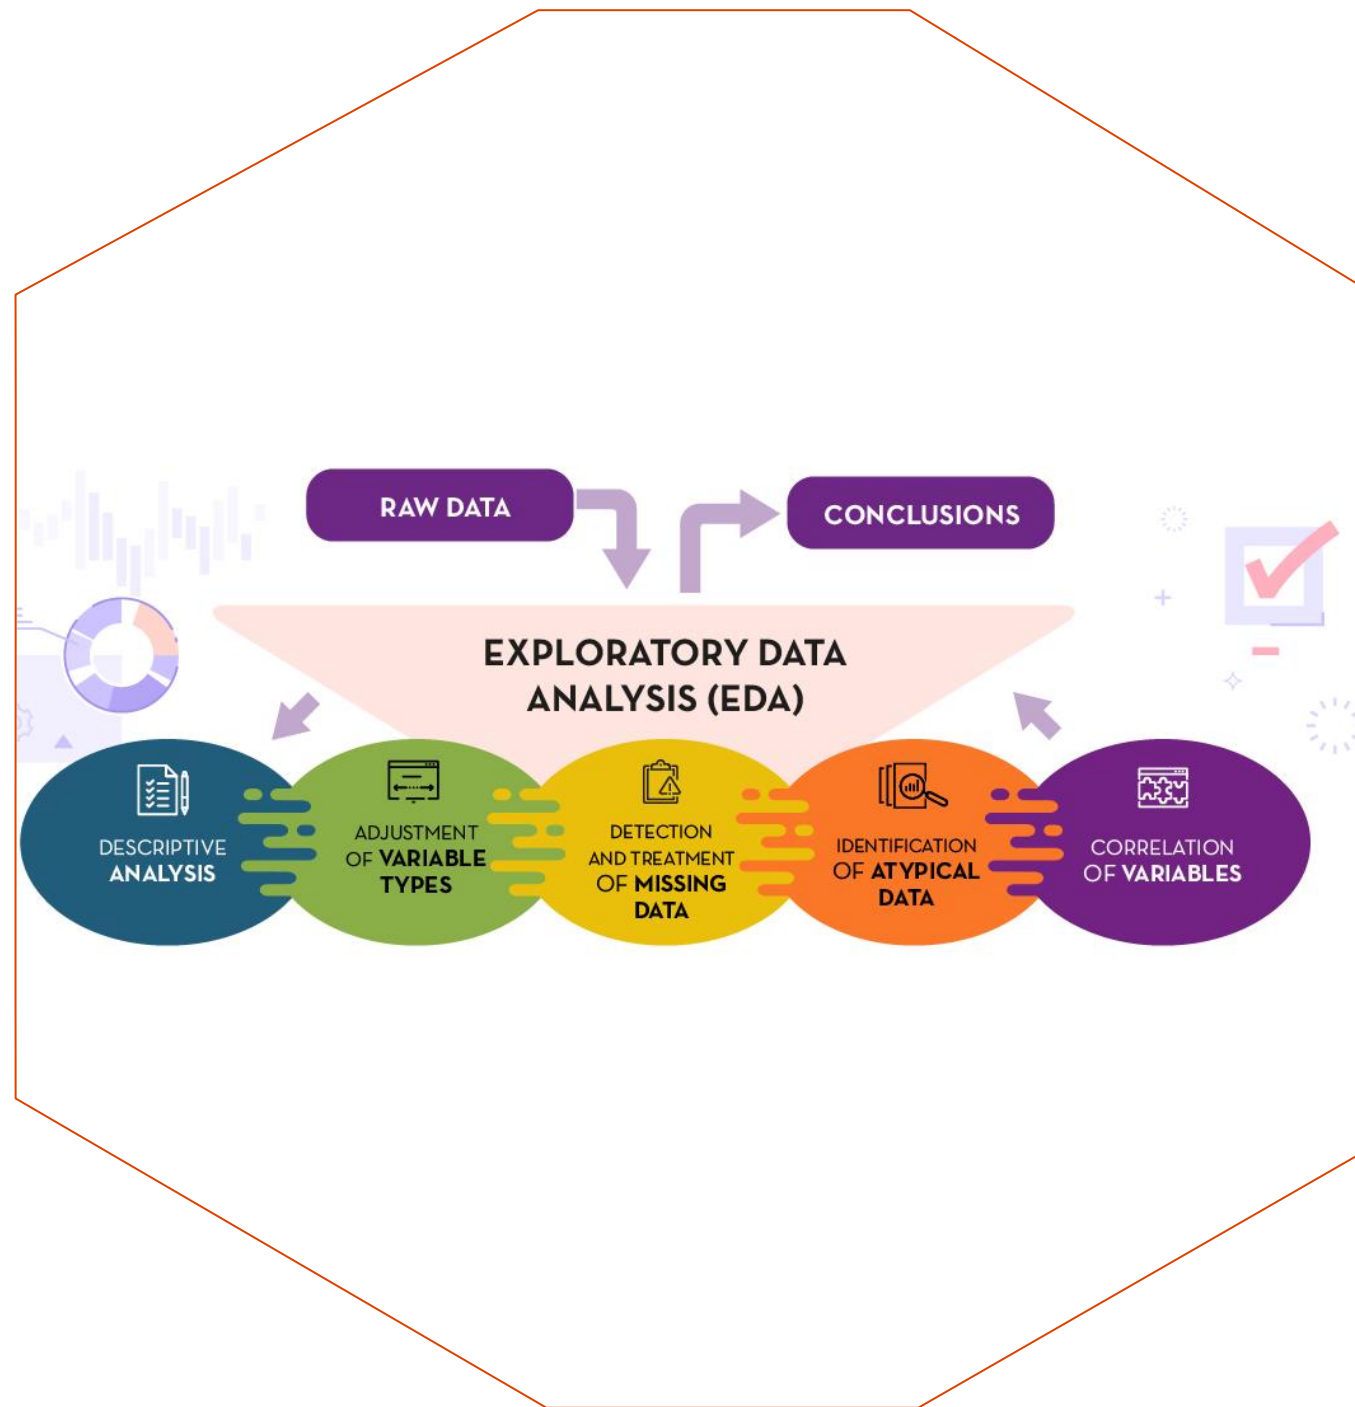 RAW DATA
CONCLUSIONS
EXPLORATORY DATA
ANALYSIS (EDA)
DESCRIPTIVE
ANALYSIS
ADJUSTMENT
OF VARIABLE
TYPES
DETECTION
AND TREATMENT
OF MISSING
DATA
IDENTIFICATION
OF ATYPICAL
DATA
CORRELATION
OF VARIABLES